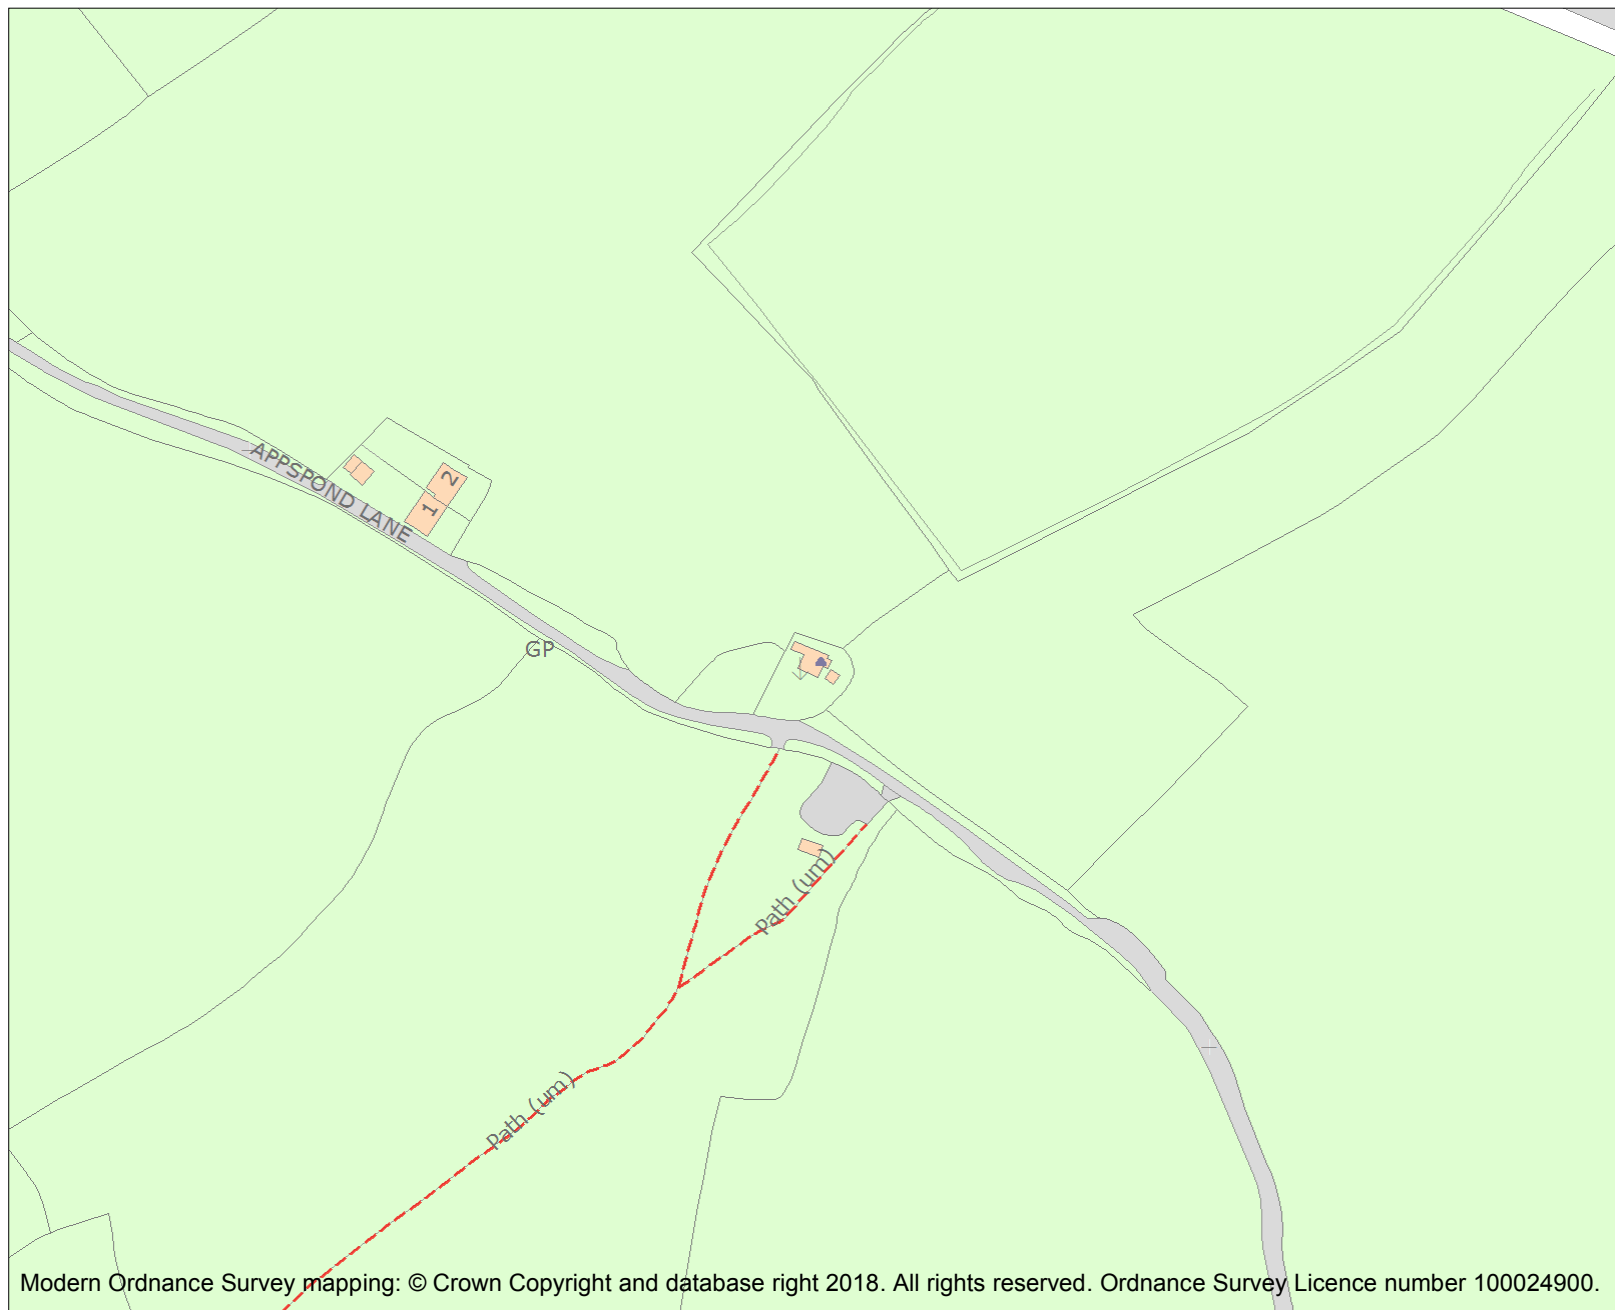 APPSPOND LANE
2
1
GP
Path (um)
Path (um)
Modern Ordnance Survey mapping: © Crown Copyright and database right 2018. All rights reserved. Ordnance Survey Licence number 100024900.